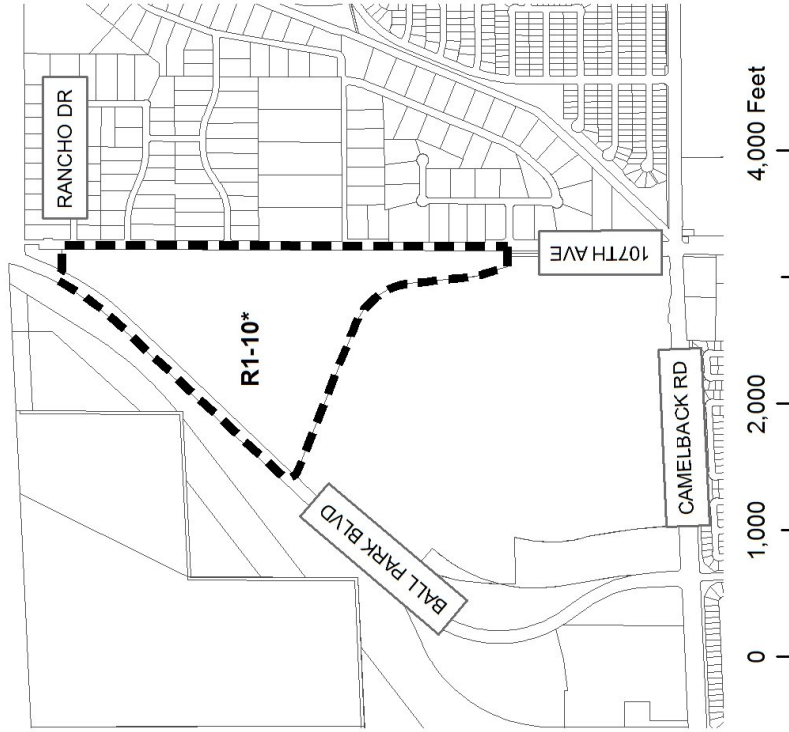 RANCHO DR
R1-10*
107TH AVE
BALL PARK BLVD
CAMELBACK RD
0
1,000
2,000
4,000 Feet